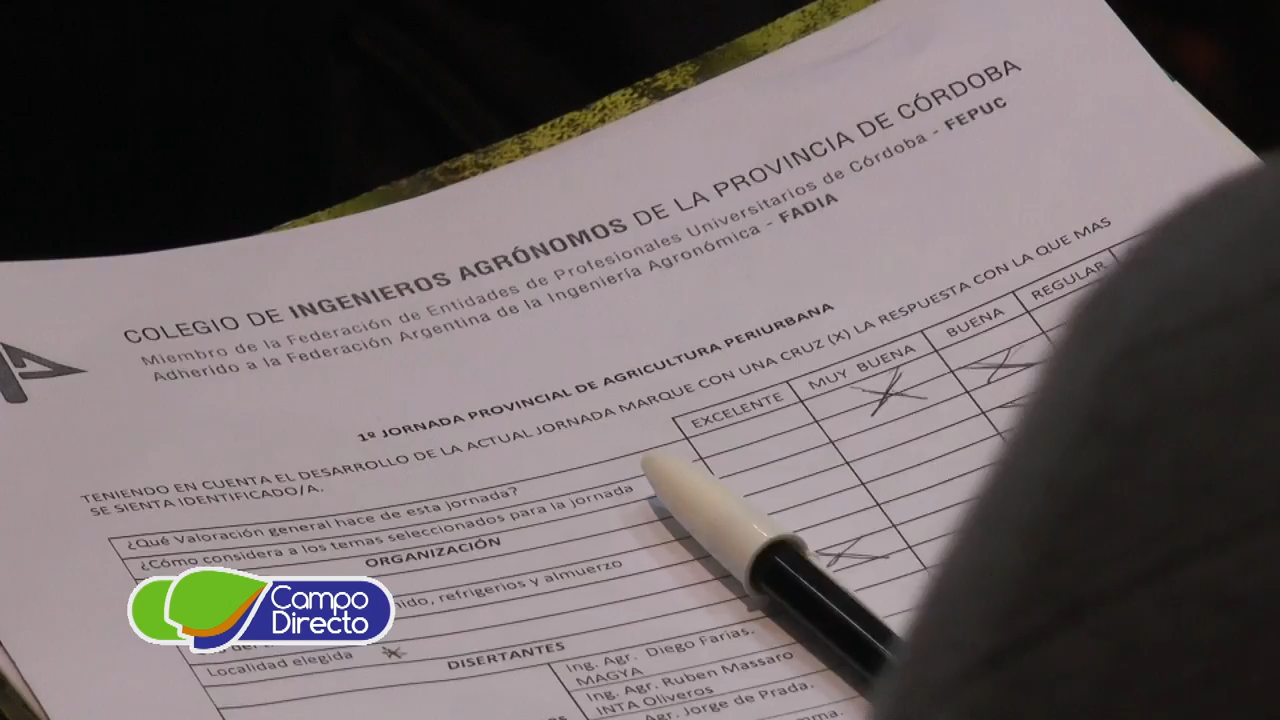 COLEGIO DE INGENIEROS AGRÓNOMOS DE LA PROVINCIA DE CÓRDOBA
Miembro de la Federación de Entidades de Profesionales Universitarios de Córdoba - FEPUC
Adherido a la Federación Argentina de la Ingeniería Agronómica - FADIA
1º JORNADA PROVINCIAL DE AGRICULTURA PERIURBANA
TENIENDO EN CUENTA EL DESARROLLO DE LA ACTUAL JORNADA MARQUE CON UNA CRUZ (X) LA RESPUESTA CON LA QUE MAS
SE SIENTA IDENTIFICADO/A.
EXCELENTE MUY BUENA BUENA REGULAR
¿Qué Valoración general hace de esta jornada?
¿Cómo considera a los temas seleccionados para la jornada
ORGANIZACIÓN
refrigerios y almuerzo
Localidad elegida
DISERTANTES
Ing. Agr. Diego Farías.
MAGYA
Ing. Agr. Ruben Massaro
INTA Oliveros
Agr. Jorge de Prada.
Campo
Directo